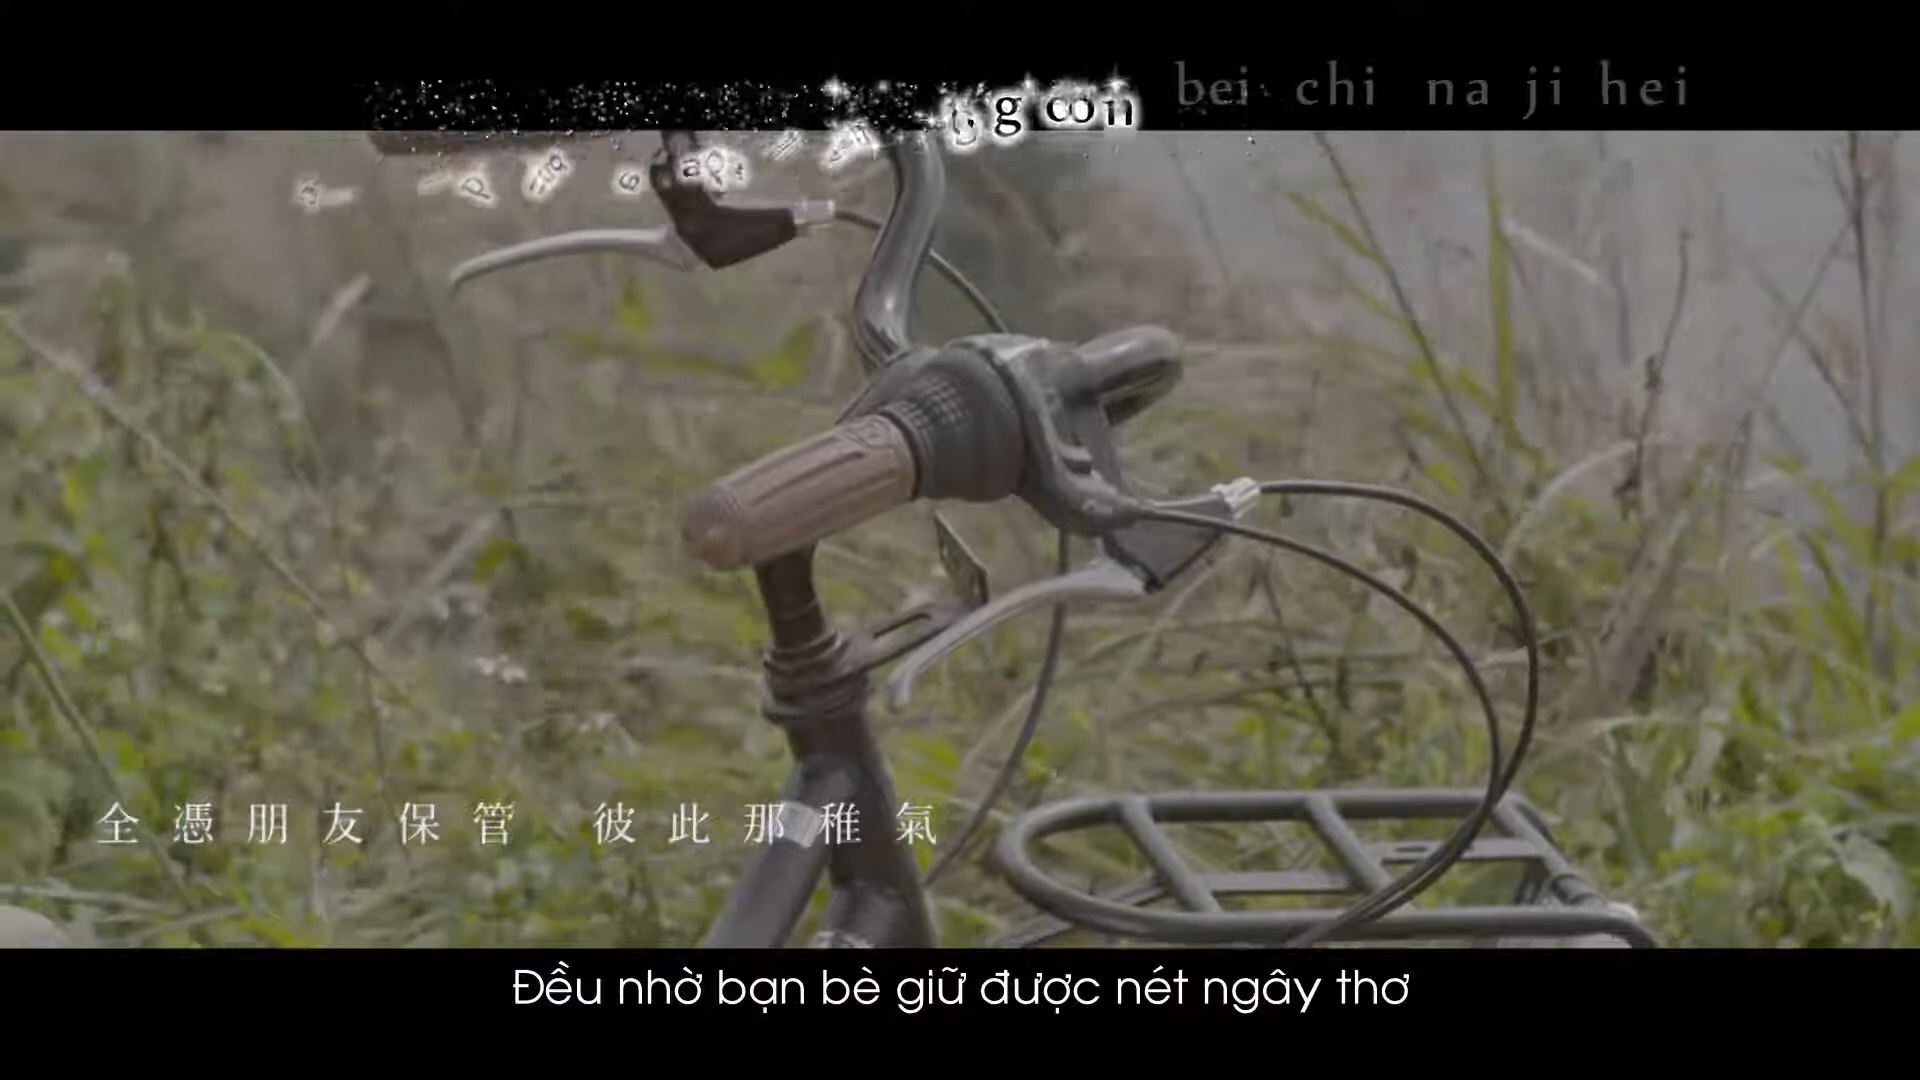 g coon bei chi na ji hei
全憑朋友保管 彼此那稚氣
Đều nhờ bạn bè giữ được nét ngây thơ